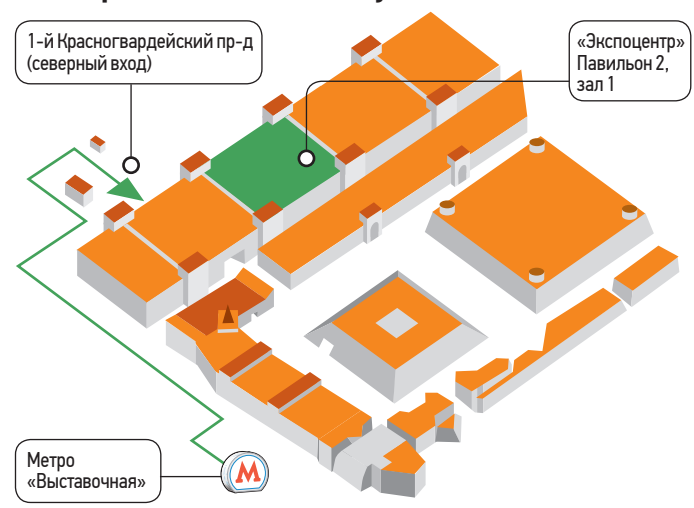 1-й Красногвардейский пр-д
(северный вход)
«Экспоцентр»
Павильон 2,
зал 1
Метро
«Выставочная»
М